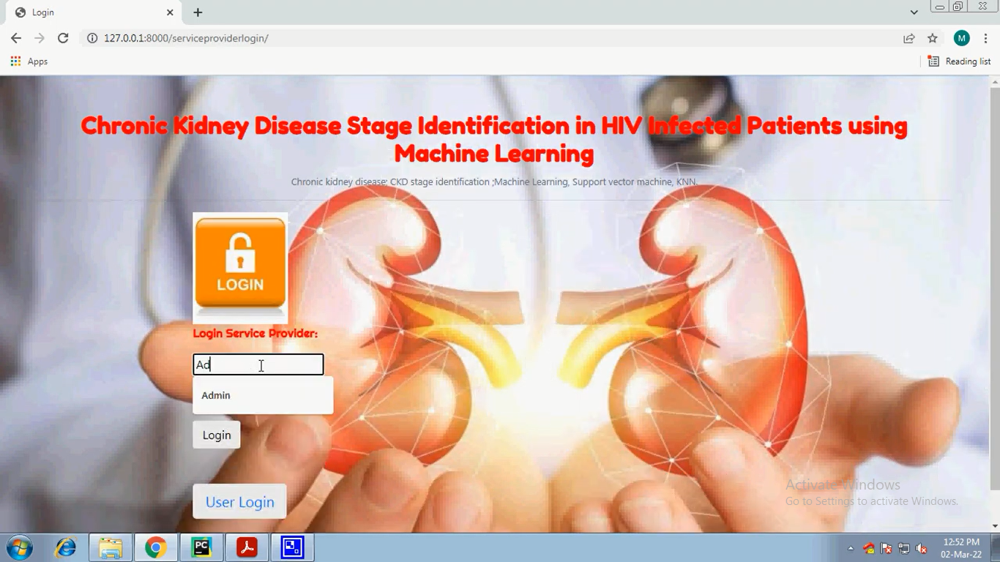 Login
127.0.0.1:8000/serviceproviderlogin/
M
Apps
Reading list
Chronic Kidney Disease Stage Identification in HIV Infected Patients using
Machine Learning
Chronic kidney disease; CKD stage identification ;Machine Learning, Support vector machine, KNN.
LOGIN
Login Service Provider:
Ad
Admin
Login
User Login
Activate Windows
Go to Settings to activate Windows.
PC
12:52 PM
02-Mar-22